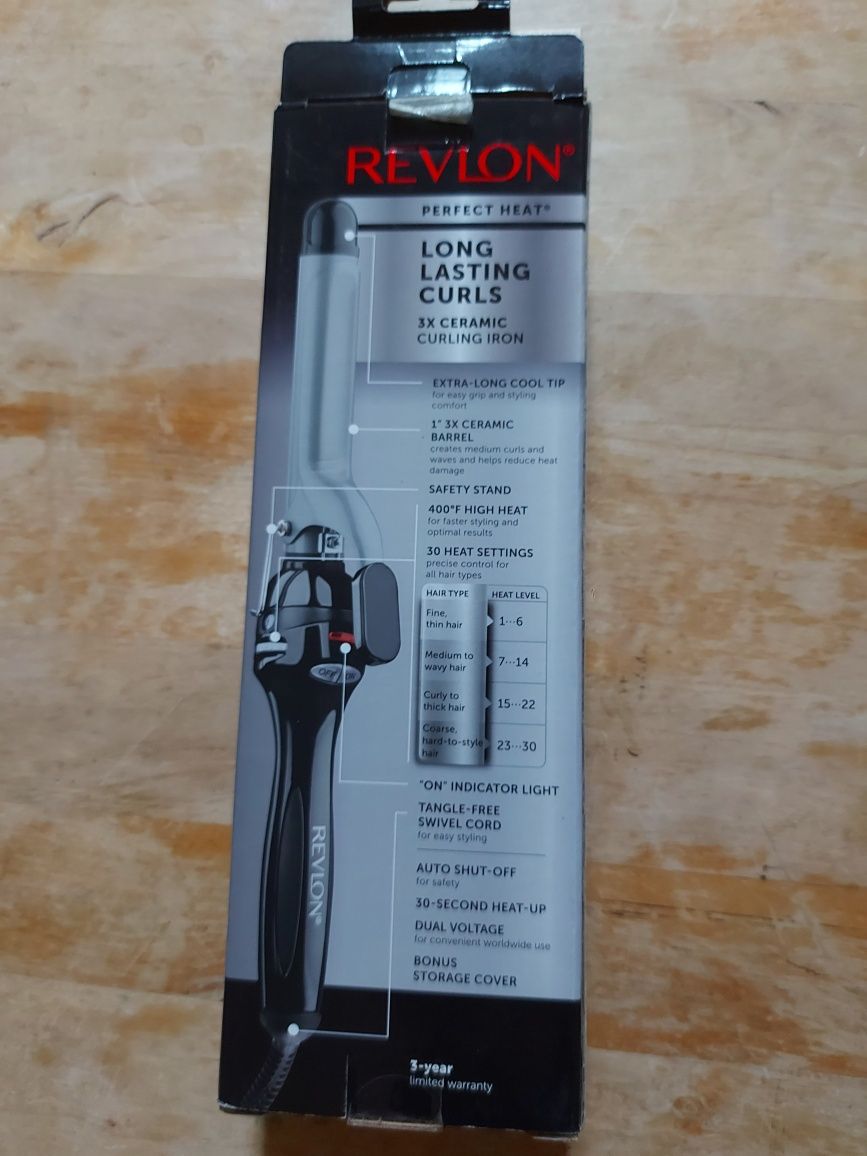 REVLON®
PERFECT HEAT®
LONG
LASTING
CURLS
3X CERAMIC
CURLING IRON
EXTRA-LONG COOL TIP
for easy grip and styling
comfort
1" 3X CERAMIC
BARREL
creates medium curls and
waves and helps reduce heat
damage
SAFETY STAND
400°F HIGH HEAT
for faster styling and
optimal results
30 HEAT SETTINGS
precise control for
all hair types
HAIR TYPE HEAT LEVEL
Fine,
thin hair 1···6
Medium to
wavy hair 7···14
Curly to
thick hair 15···22
Coarse,
hard-to-style
hair 23···30
OFF/ON
"ON" INDICATOR LIGHT
TANGLE-FREE
SWIVEL CORD
for easy styling
REVLON®
AUTO SHUT-OFF
for safety
30-SECOND HEAT-UP
DUAL VOLTAGE
for convenient worldwide use
BONUS
STORAGE COVER
3-year
limited warranty